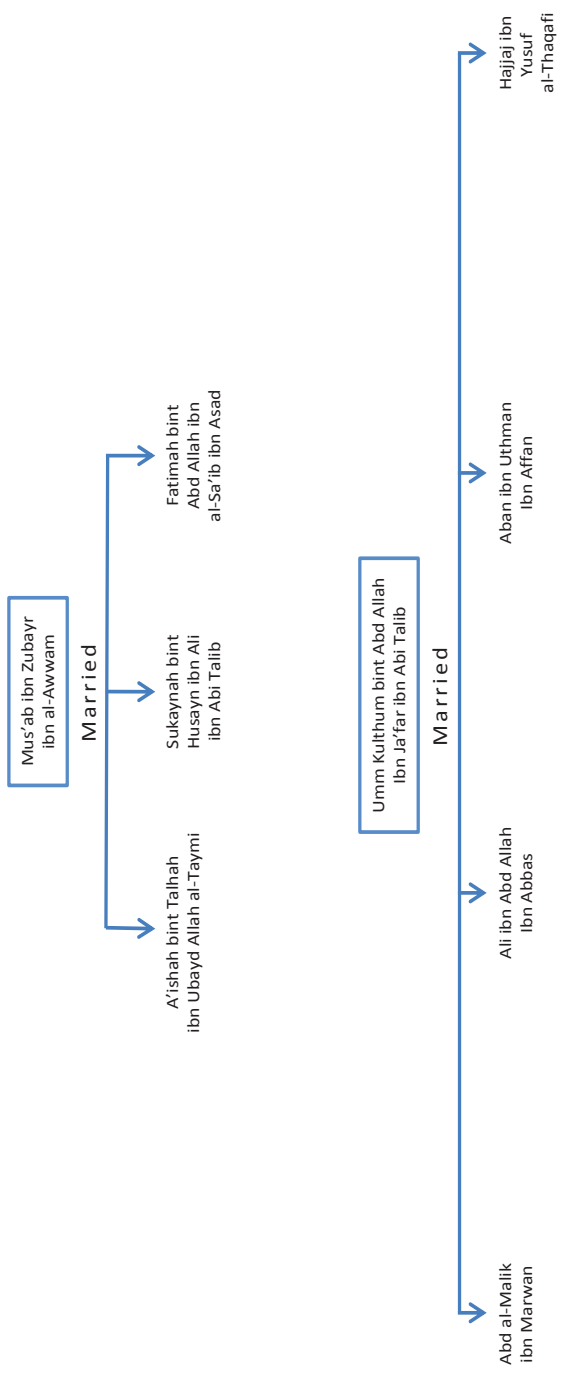 Mus’ab ibn Zubayr
ibn al-Awwam
Married
A’ishah bint Talhah
ibn Ubayd Allah al-Taymi
Sukaynah bint
Husayn ibn Ali
ibn Abi Talib
Fatimah bint
Abd Allah ibn
al-Sa’ib ibn Asad
Umm Kulthum bint Abd Allah
Ibn Ja’far ibn Abi Talib
Married
Abd al-Malik
ibn Marwan
Ali ibn Abd Allah
Ibn Abbas
Aban ibn Uthman
Ibn Affan
Hajjaj ibn
Yusuf
al-Thaqafi